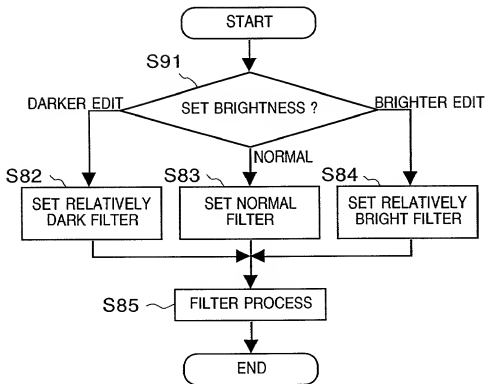 START
S91
DARKER EDIT
SET BRIGHTNESS ?
BRIGHTER EDIT
NORMAL
S82
SET RELATIVELY
DARK FILTER
S83
SET NORMAL
FILTER
S84
SET RELATIVELY
BRIGHT FILTER
S85
FILTER PROCESS
END